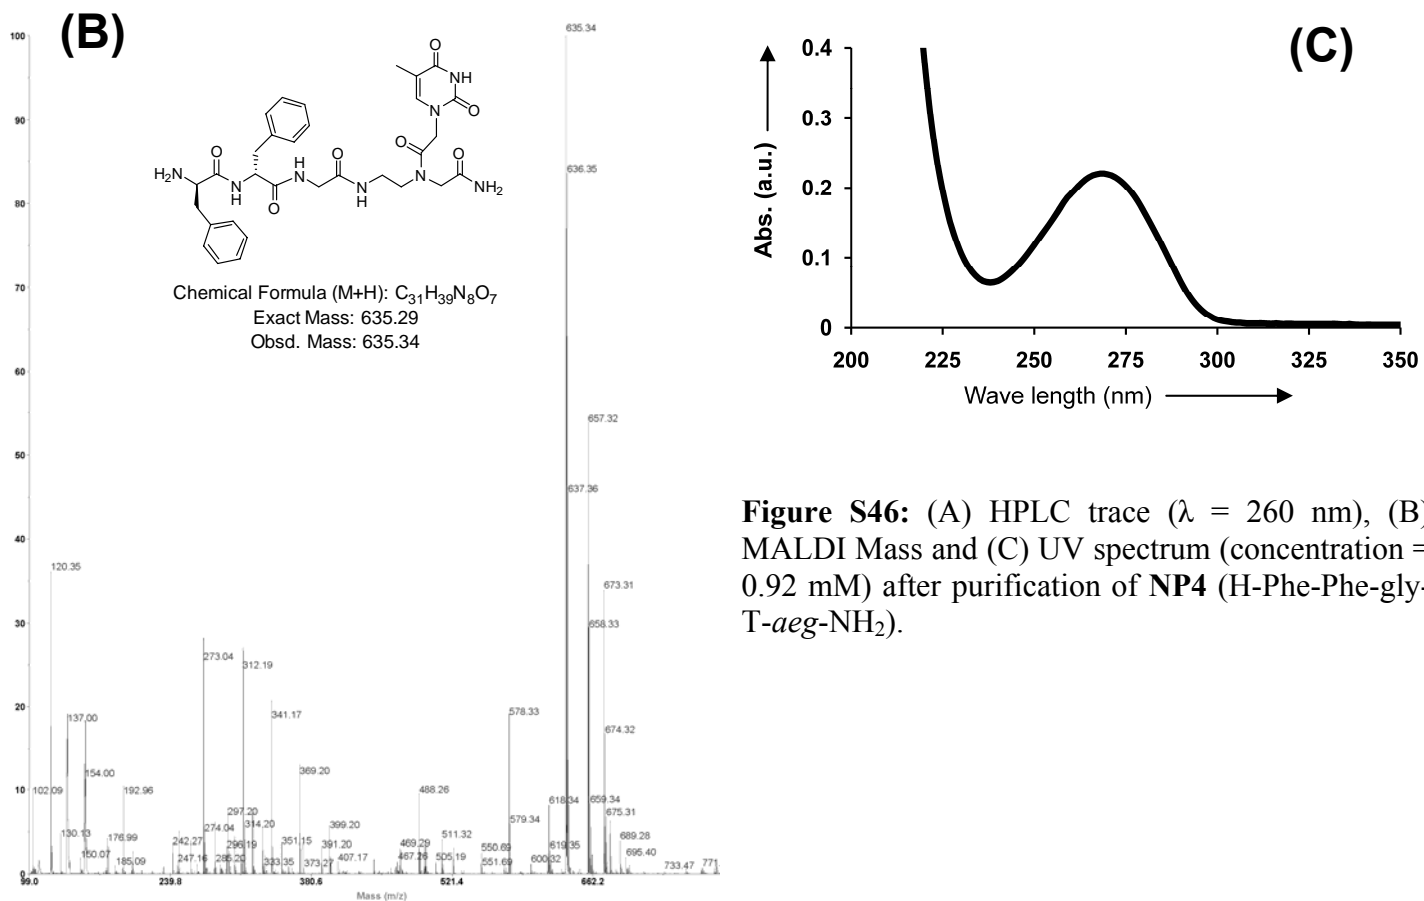 (B)
100
90
80
70
60
50
40
30
20
10
0
99.0
239.8
380.6
521.4
662.2
Mass (m/z)
O
NH
N
O
O
O
H
N
O
O
H2N
N
H
O
N
H
N
NH2
Chemical Formula (M+H): C31H39N8O7
Exact Mass: 635.29
Obsd. Mass: 635.34
635.34
636.35
657.32
637.36
673.31
658.33
120.35
273.04
312.19
341.17
578.33
674.32
137.00
154.00
369.20
102.09
192.96
488.26
618.34
659.34
675.31
297.20
314.20
399.20
579.34
130.13
176.99
274.04
511.32
689.28
242.27
296.19
351.15
391.20
469.29
550.69
619.35
150.07
185.09
247.16
285.20
333.35
373.27
407.17
467.26
505.19
551.69
600.32
695.40
733.47
771
(C)
Abs. (a.u.)
0.4
0.3
0.2
0.1
0
200 225 250 275 300 325 350
Wave length (nm)
Figure S46: (A) HPLC trace (λ = 260 nm), (B)
MALDI Mass and (C) UV spectrum (concentration =
0.92 mM) after purification of NP4 (H-Phe-Phe-gly-
T-aeg-NH2).